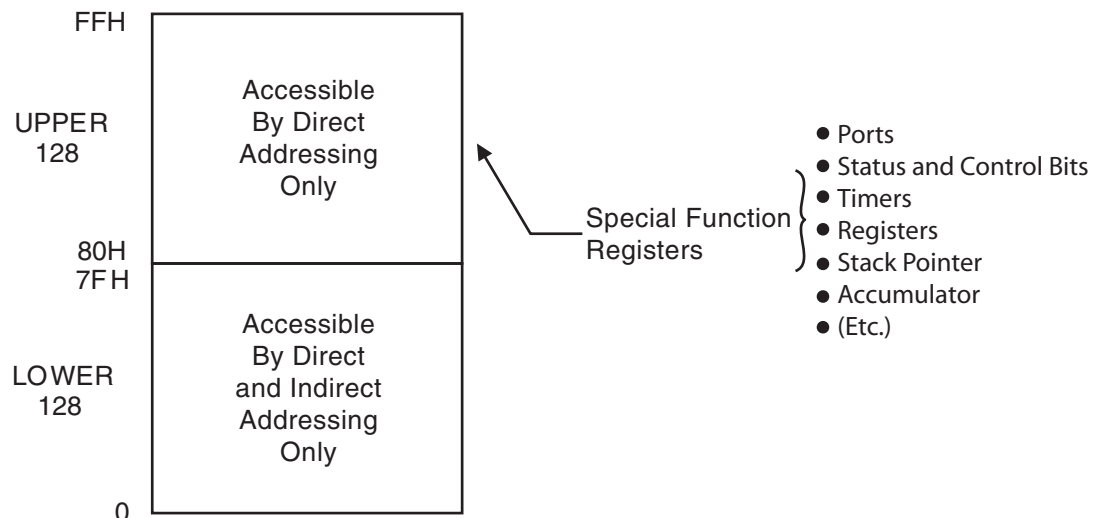 FFH
UPPER
128
80H
7FH
LOWER
128
0
Accessible
By Direct
Addressing
Only
Accessible
By Direct
and Indirect
Addressing
Only
Special Function
Registers
● Ports
● Status and Control Bits
● Timers
● Registers
● Stack Pointer
● Accumulator
● (Etc.)